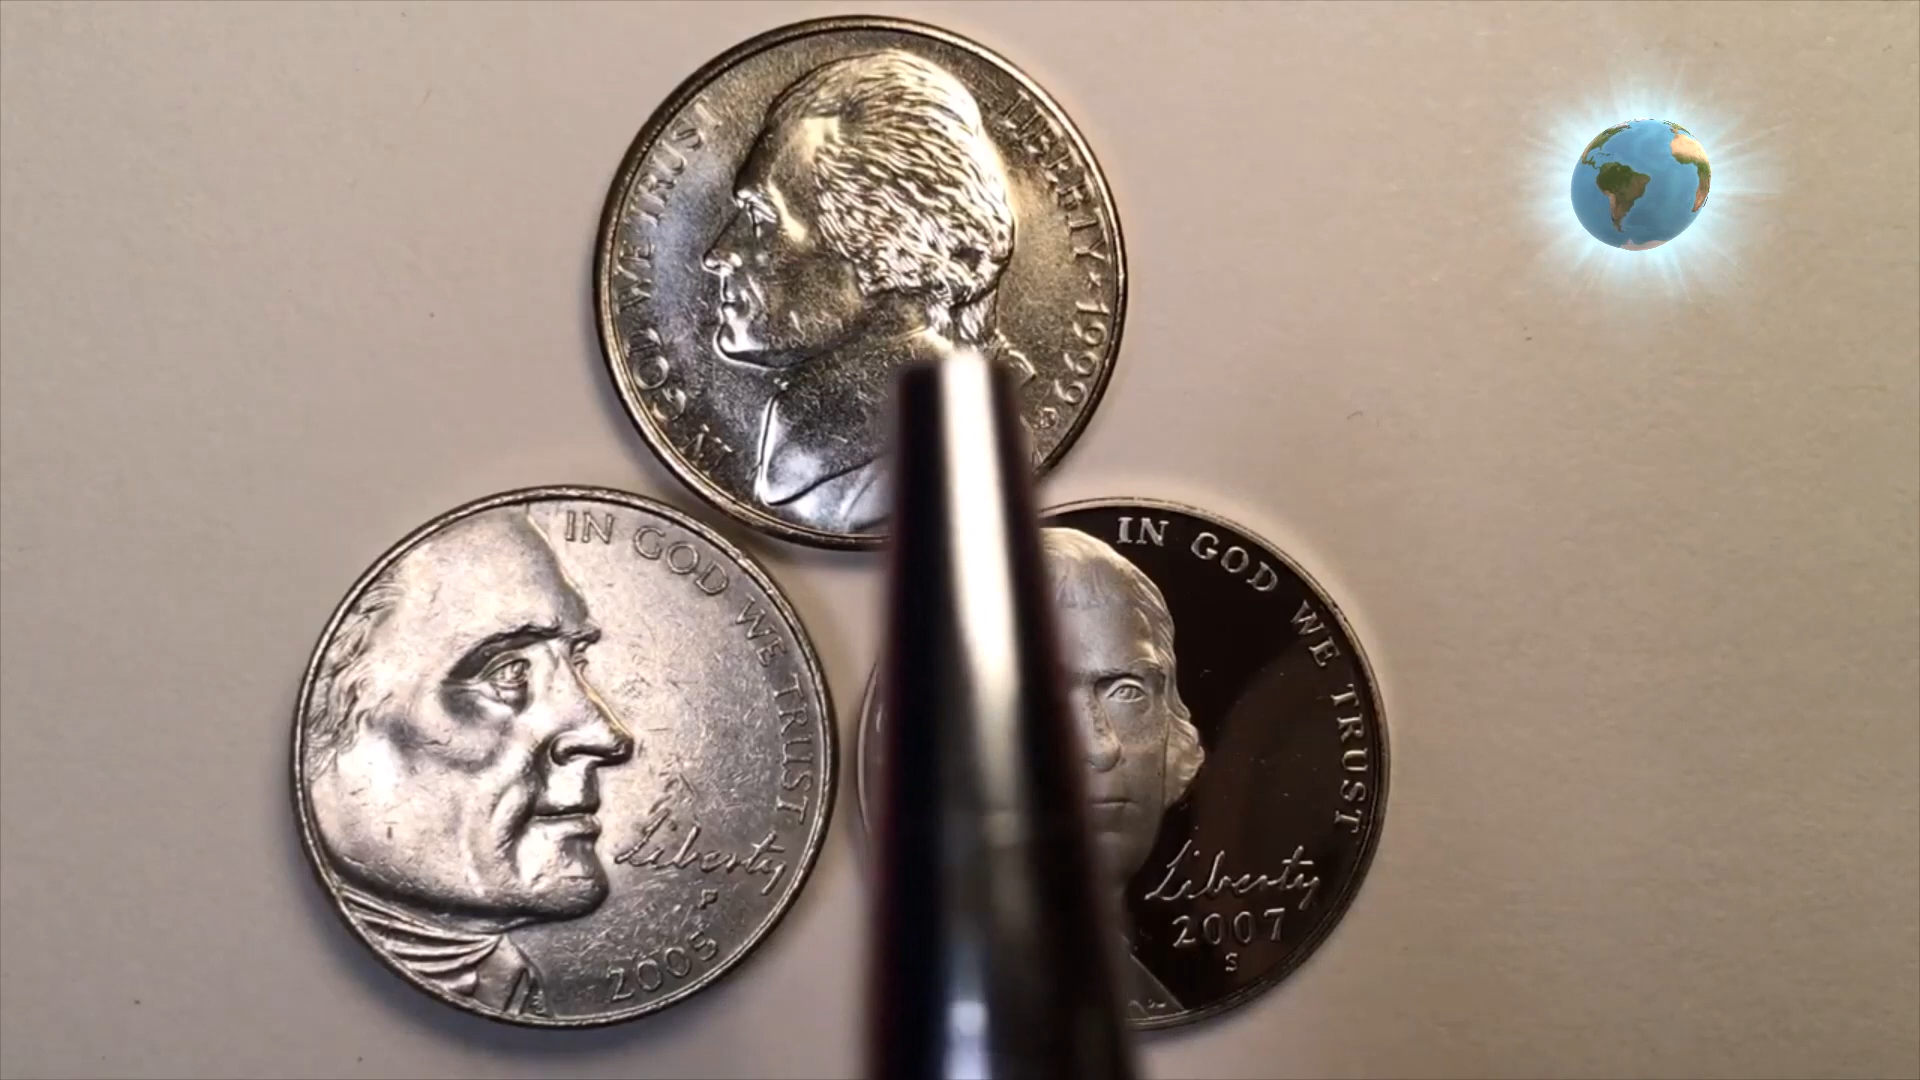 IN GOD WE TRUST
LIBERTY
1999
IN GOD WE TRUST
Liberty
P
2005
IN GOD WE TRUST
Liberty
2007
S